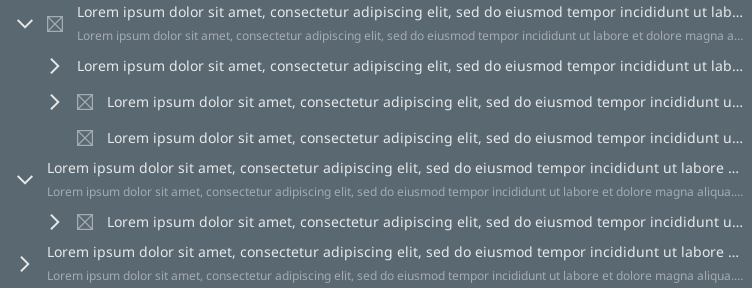 Lorem ipsum dolor sit amet, consectetur adipiscing elit, sed do eiusmod tempor incididunt ut lab...
Lorem ipsum dolor sit amet, consectetur adipiscing elit, sed do eiusmod tempor incididunt ut labore et dolore magna a...
Lorem ipsum dolor sit amet, consectetur adipiscing elit, sed do eiusmod tempor incididunt ut lab...
Lorem ipsum dolor sit amet, consectetur adipiscing elit, sed do eiusmod tempor incididunt u...
Lorem ipsum dolor sit amet, consectetur adipiscing elit, sed do eiusmod tempor incididunt u...
Lorem ipsum dolor sit amet, consectetur adipiscing elit, sed do eiusmod tempor incididunt ut labore ...
Lorem ipsum dolor sit amet, consectetur adipiscing elit, sed do eiusmod tempor incididunt ut labore et dolore magna aliqua....
Lorem ipsum dolor sit amet, consectetur adipiscing elit, sed do eiusmod tempor incididunt u...
Lorem ipsum dolor sit amet, consectetur adipiscing elit, sed do eiusmod tempor incididunt ut labore ...
Lorem ipsum dolor sit amet, consectetur adipiscing elit, sed do eiusmod tempor incididunt ut labore et dolore magna aliqua....